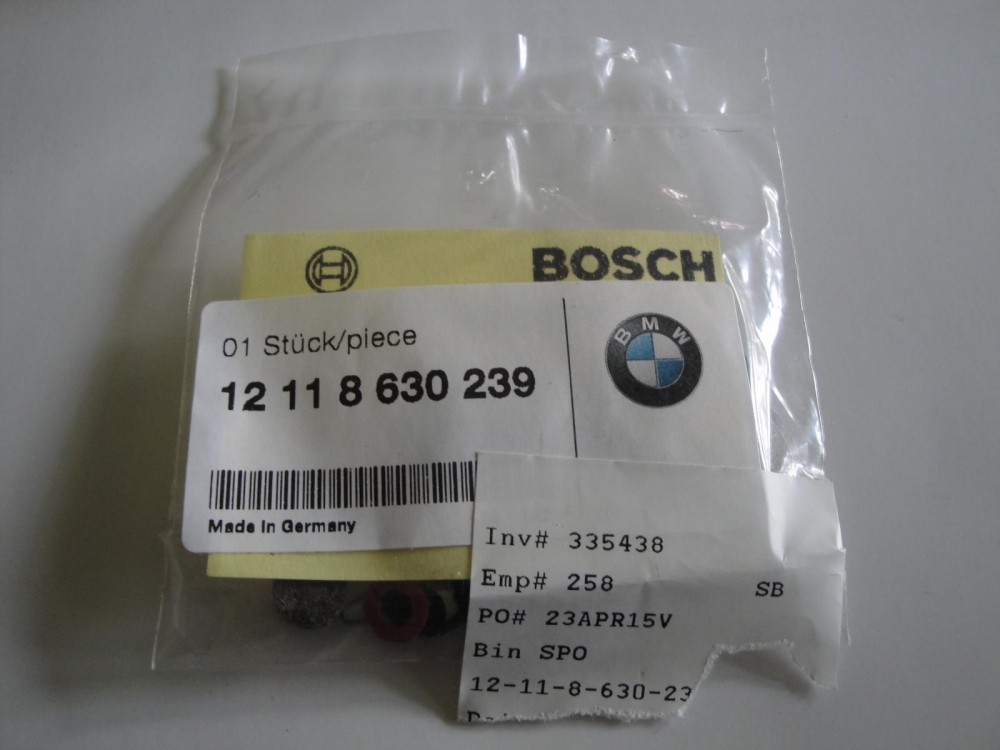 BOSCH
01 Stück/piece
12 11 8 630 239
BMW
Made in Germany
Inv# 335438
Emp# 258 SB
PO# 23APR15V
Bin SPO
12-11-8-630-23